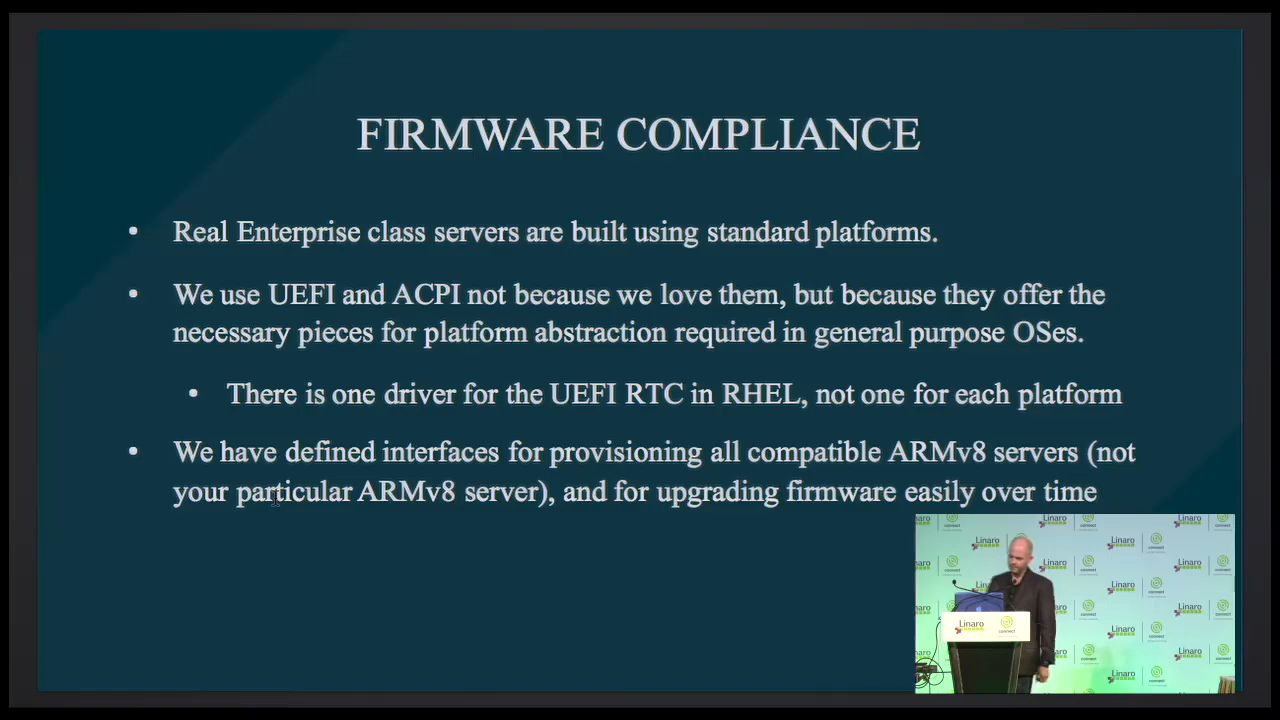 FIRMWARE COMPLIANCE
• Real Enterprise class servers are built using standard platforms.
• We use UEFI and ACPI not because we love them, but because they offer the
necessary pieces for platform abstraction required in general purpose OSes.
• There is one driver for the UEFI RTC in RHEL, not one for each platform
• We have defined interfaces for provisioning all compatible ARMv8 servers (not
your particular ARMv8 server), and for upgrading firmware easily over time
Linaro
connect